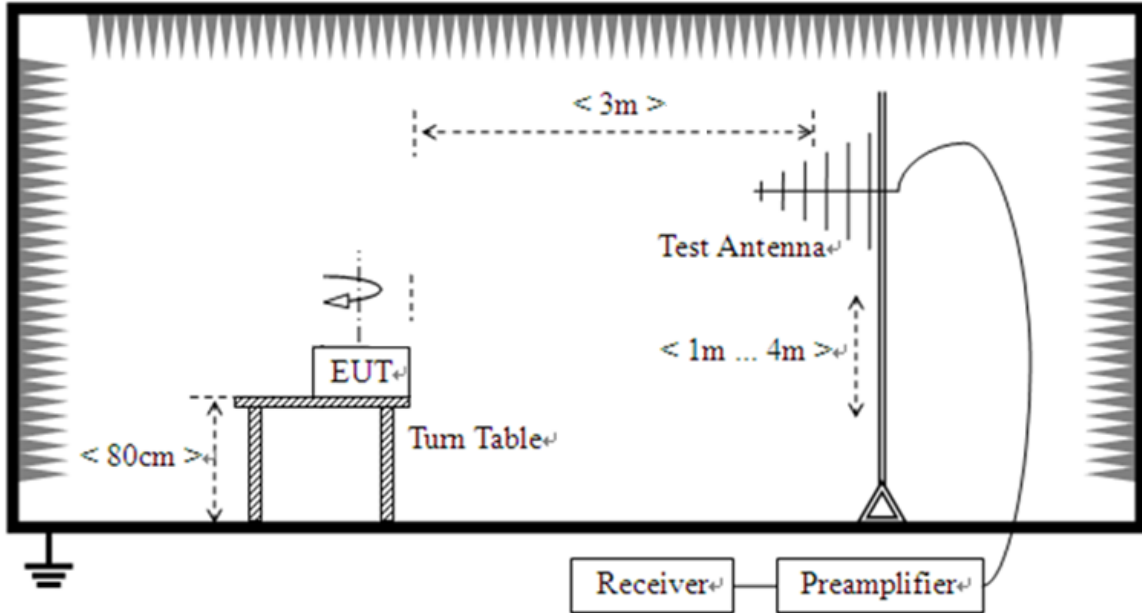 < 3m >
Test Antenna↵
< 1m ... 4m >↵
EUT↵
Turn Table↵
< 80cm >↵
Receiver↵
Preamplifier↵